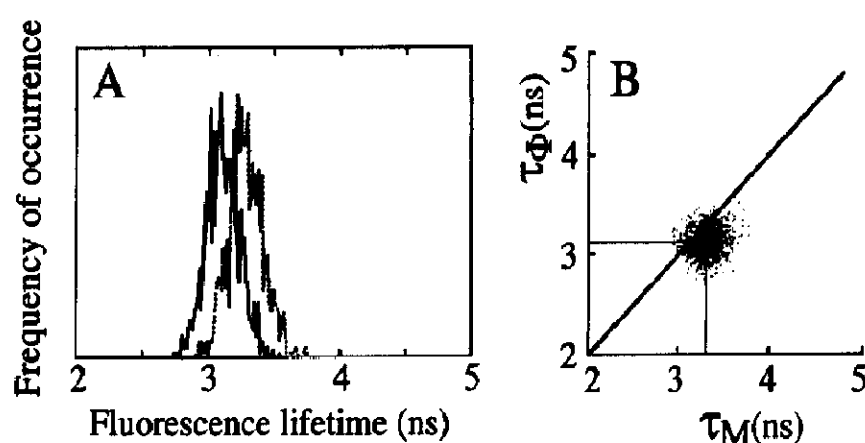 A
Frequency of occurrence
2 3 4 5
Fluorescence lifetime (ns)
B
τΦ(ns)
5
4
3
2
2 3 4 5
τM(ns)